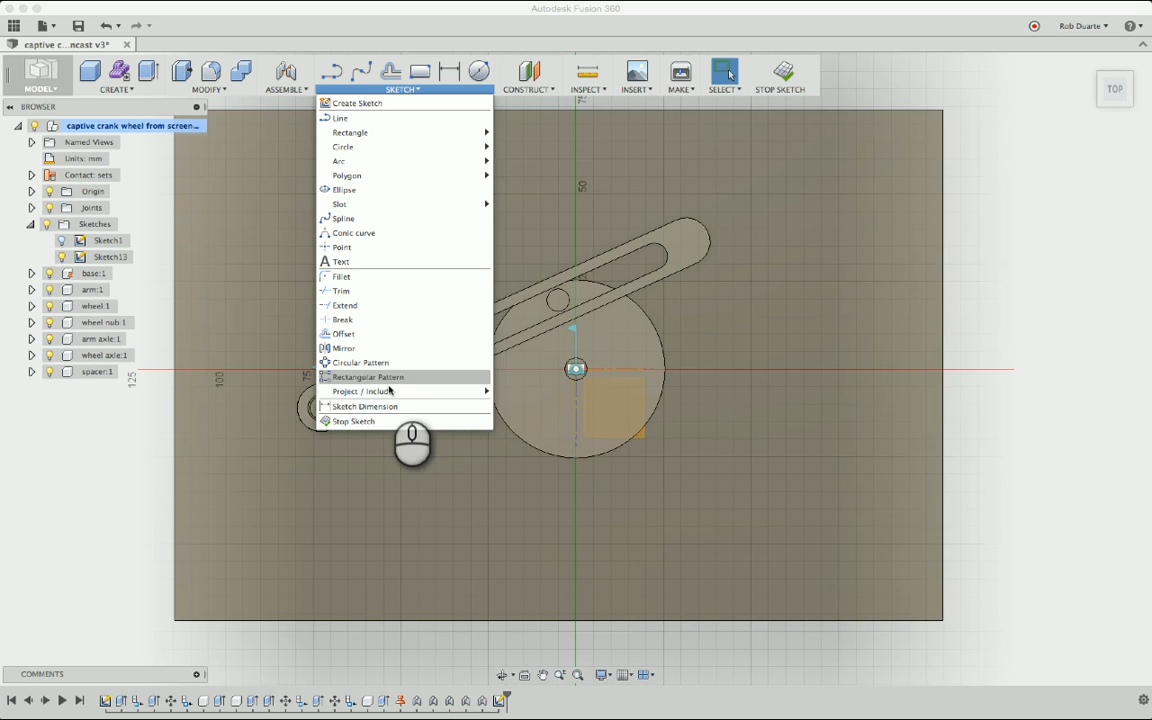 Autodesk Fusion 360
Rob Duarte
captive c...ncast v3*
MODEL
CREATE
MODIFY
ASSEMBLE
SKETCH
CONSTRUCT
INSPECT
INSERT
MAKE
SELECT
STOP SKETCH
BROWSER
TOP
captive crank wheel from screen...
Named Views
Units: mm
Contact: sets
Origin
Joints
Sketches
Sketch1
Sketch13
base:1
arm:1
wheel:1
wheel nub:1
arm axle:1
wheel axle:1
spacer:1
Create Sketch
Line
Rectangle
Circle
Arc
Polygon
Ellipse
Slot
Spline
Conic curve
Point
Text
Fillet
Trim
Extend
Break
Offset
Mirror
Circular Pattern
Rectangular Pattern
Project / Include
Sketch Dimension
Stop Sketch
75
50
125
100
75
COMMENTS